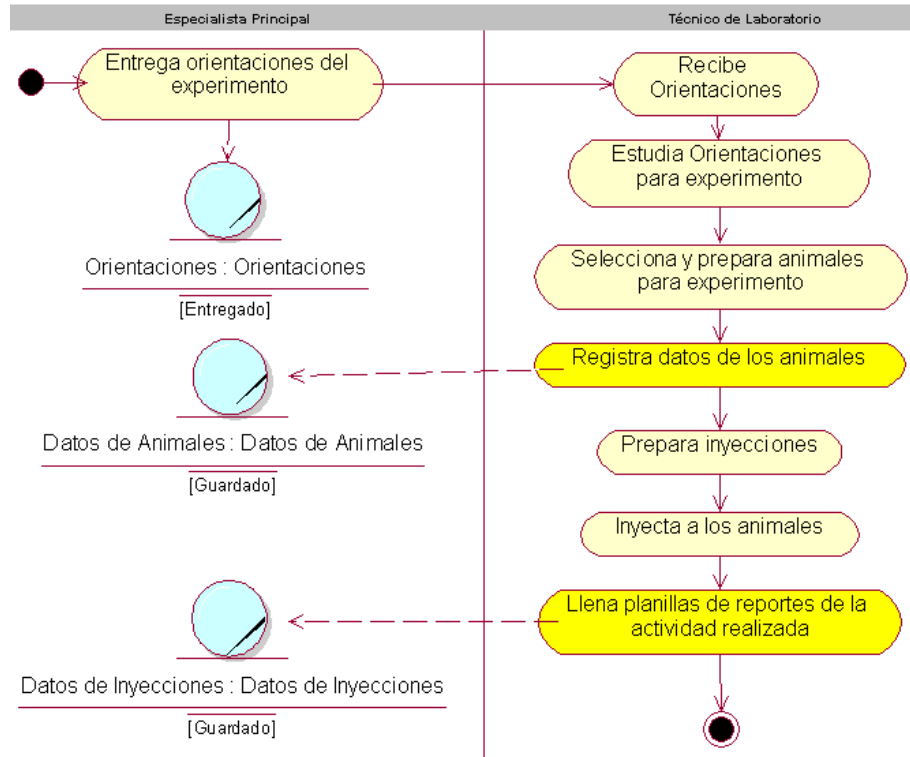 Especialista Principal
Técnico de Laboratorio
Entrega orientaciones del
experimento
Recibe
Orientaciones
Estudia Orientaciones
para experimento
Orientaciones : Orientaciones
[Entregado]
Selecciona y prepara animales
para experimento
Registra datos de los animales
Datos de Animales : Datos de Animales
[Guardado]
Prepara inyecciones
Inyecta a los animales
Llena planillas de reportes de la
actividad realizada
Datos de Inyecciones : Datos de Inyecciones
[Guardado]